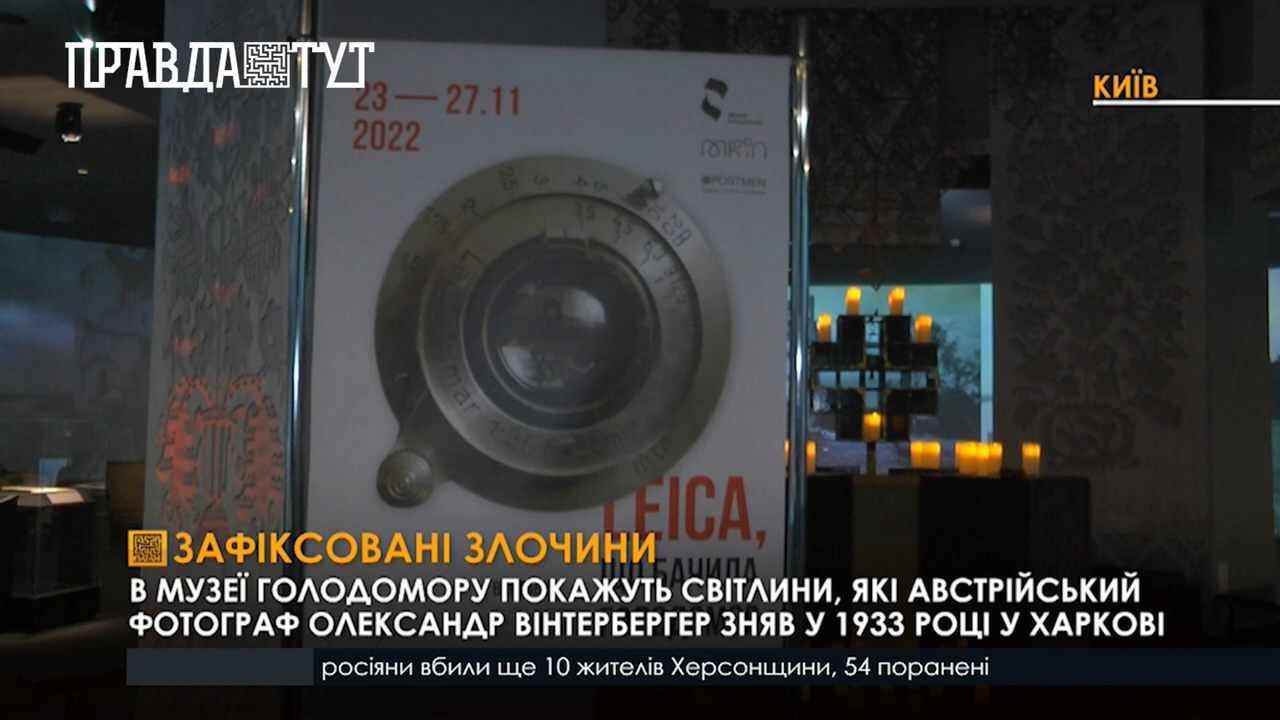 ПРАВДА ТУТ
КИЇВ
23 — 27.11
2022
POSTMEN
LEICA,
ЗАФІКСОВАНІ ЗЛОЧИНИ
В МУЗЕЇ ГОЛОДОМОРУ ПОКАЖУТЬ СВІТЛИНИ, ЯКІ АВСТРІЙСЬКИЙ
ФОТОГРАФ ОЛЕКСАНДР ВІНТЕРБЕРГЕР ЗНЯВ У 1933 РОЦІ У ХАРКОВІ
росіяни вбили ще 10 жителів Херсонщини, 54 поранені